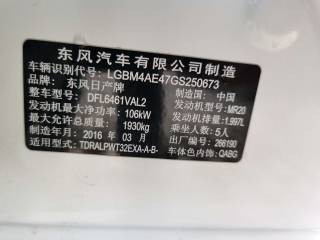 东风汽车有限公司制造
车辆识别代号: LGBM4AE47GS250673
品牌: 东风日产牌 制造国: 中国
整车型号: DFL6461VAL2 发动机型号: MR20
发动机最大净功率: 106kW 发动机排量: 1.997L
最大允许总质量: 1930kg 乘坐人数: 5人
制造年月: 2016 年 03 月 出厂编号: 266190
工厂型式: TDRALPWT32EXA-A-B- 车体色内饰: QABG